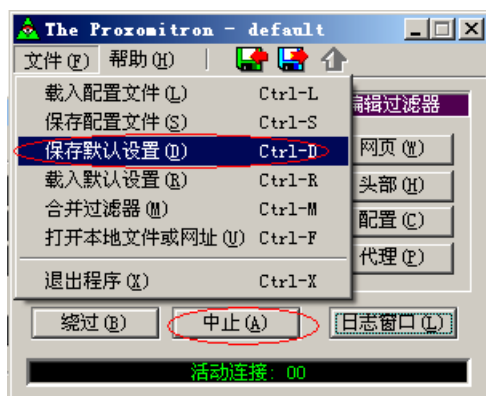 The Proxomitron - default
文件(F) 帮助(H)
载入配置文件(L) Ctrl-L
保存配置文件(S) Ctrl-S
保存默认设置(D) Ctrl-D
载入默认设置(R) Ctrl-R
合并过滤器(M) Ctrl-M
打开本地文件或网址(U) Ctrl-F
退出程序(X) Ctrl-X
编辑过滤器
网页(W)
头部(H)
配置(C)
代理(P)
绕过(B) 中止(A) 日志窗口(L)
活动连接: 00